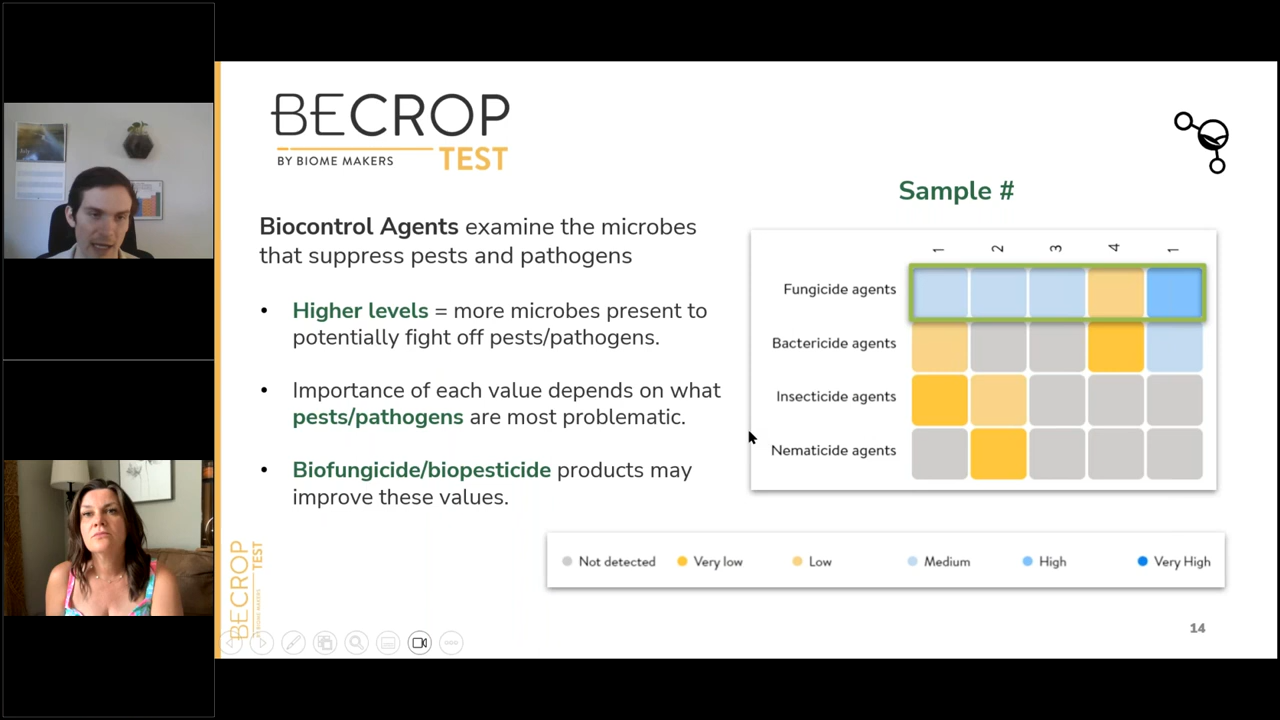 BECROP
BY BIOME MAKERS TEST
Biocontrol Agents examine the microbes
that suppress pests and pathogens
• Higher levels = more microbes present to
potentially fight off pests/pathogens.
• Importance of each value depends on what
pests/pathogens are most problematic.
• Biofungicide/biopesticide products may
improve these values.
Sample #
1 2 3 4 1
Fungicide agents
Bactericide agents
Insecticide agents
Nematicide agents
Not detected Very low Low Medium High Very High
BECROP
TEST
BY BIOME MAKERS
14